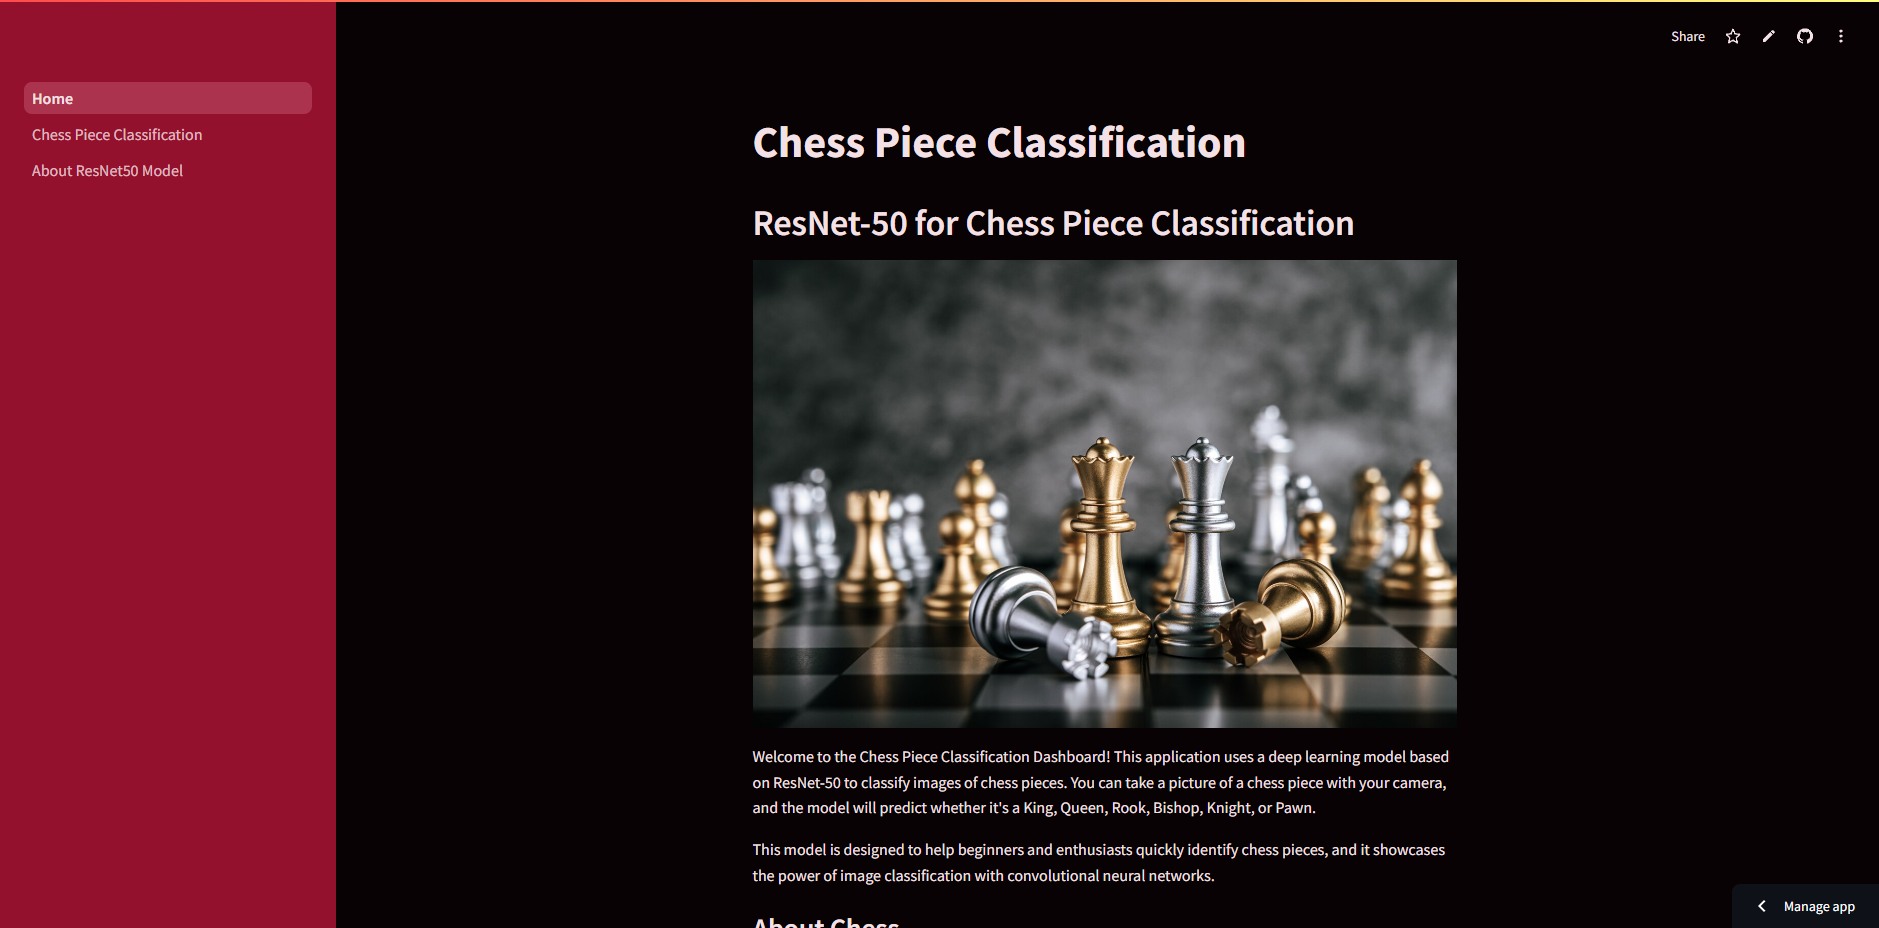 Share
Home
Chess Piece Classification
About ResNet50 Model
Chess Piece Classification
ResNet-50 for Chess Piece Classification
Welcome to the Chess Piece Classification Dashboard! This application uses a deep learning model based
on ResNet-50 to classify images of chess pieces. You can take a picture of a chess piece with your camera,
and the model will predict whether it's a King, Queen, Rook, Bishop, Knight, or Pawn.
This model is designed to help beginners and enthusiasts quickly identify chess pieces, and it showcases
the power of image classification with convolutional neural networks.
About Chess
Manage app